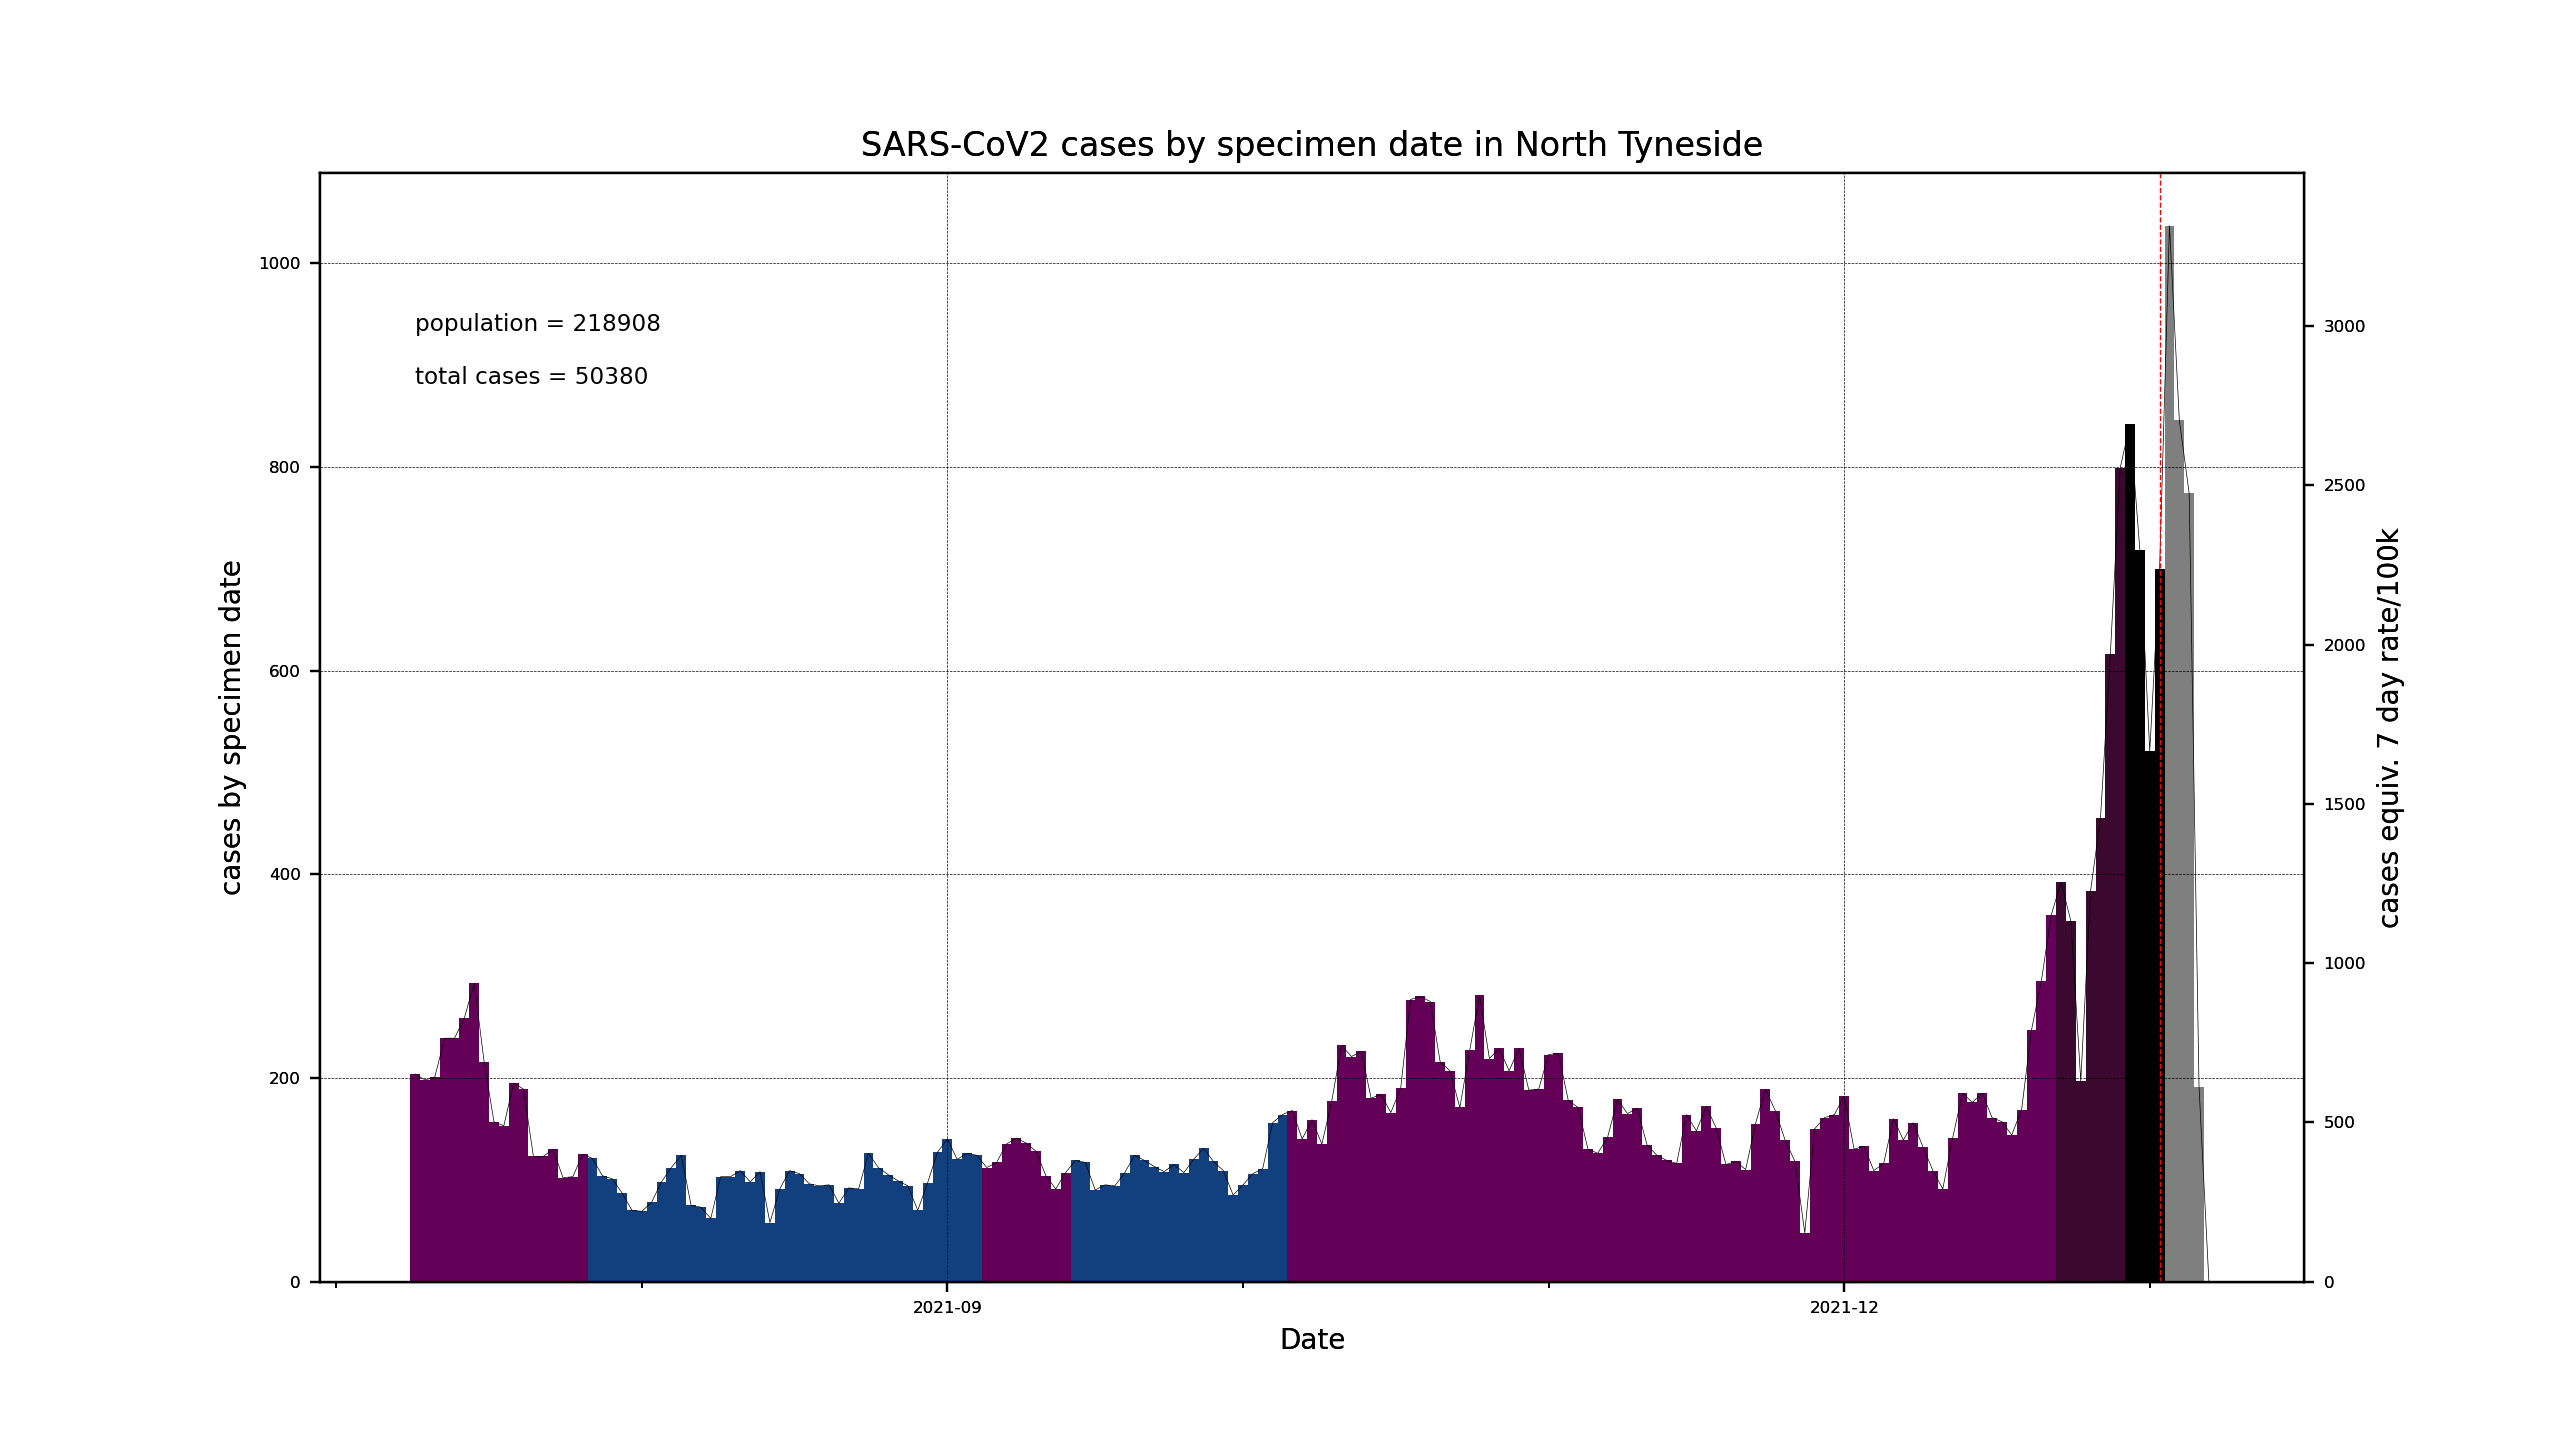 SARS-CoV2 cases by specimen date in North Tyneside
population = 218908
total cases = 50380
cases by specimen date
1000
800
600
400
200
0
3000
2500
2000
1500
1000
500
0
cases equiv. 7 day rate/100k
2021-09
2021-12
Date